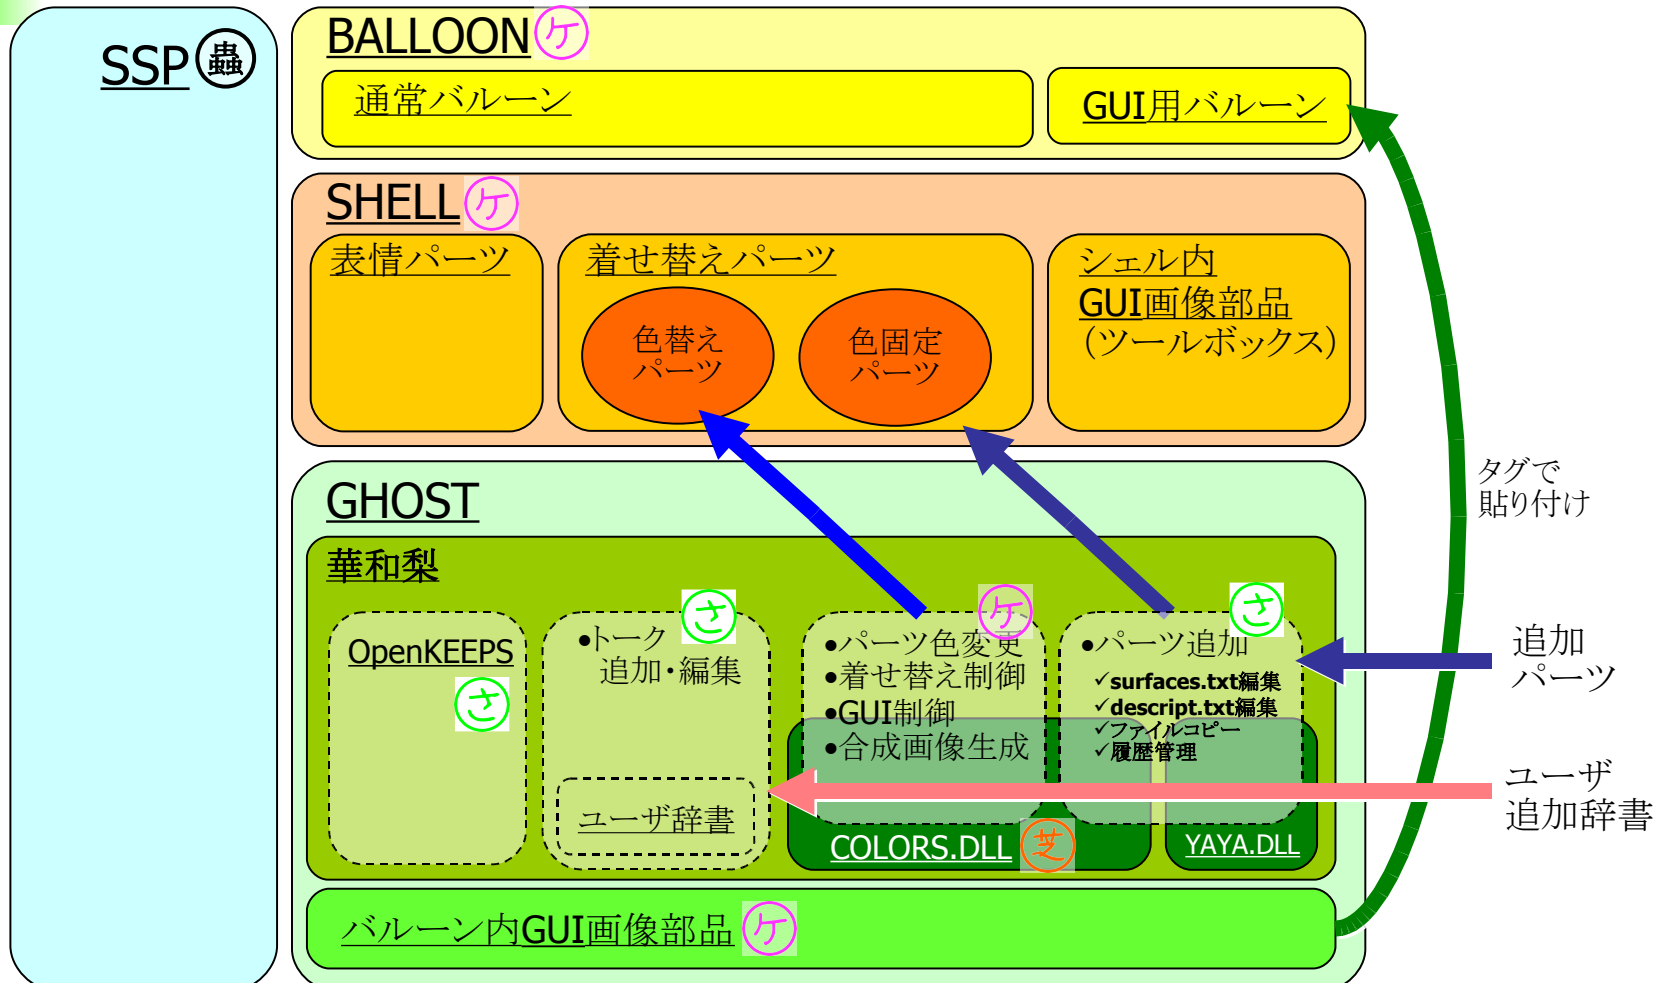 SSP 蟲
BALLOON ケ
通常バルーン
GUI用バルーン
SHELL ケ
表情パーツ
着せ替えパーツ
色替え
パーツ
色固定
パーツ
シェル内
GUI画像部品
（ツールボックス）
タグで
貼り付け
GHOST
華和梨
OpenKEEPS
さ
●トーク さ
追加・編集
ユーザ辞書
ケ
●パーツ色変更
●着せ替え制御
●GUI制御
●合成画像生成
さ
●パーツ追加
✓surfaces.txt編集
✓descript.txt編集
✓ファイルコピー
✓履歴管理
COLORS.DLL 芝
YAYA.DLL
追加
パーツ
ユーザ
追加辞書
バルーン内GUI画像部品 ケ